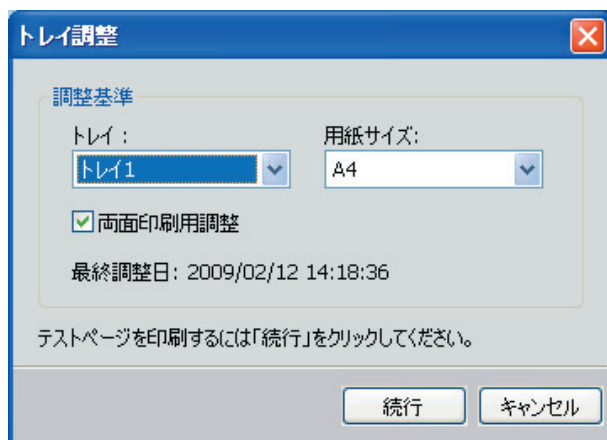 トレイ調整
調整基準
トレイ : 用紙サイズ:
トレイ1 A4
両面印刷用調整
最終調整日: 2009/02/12 14:18:36
テストページを印刷するには「続行」をクリックしてください。
続行 キャンセル